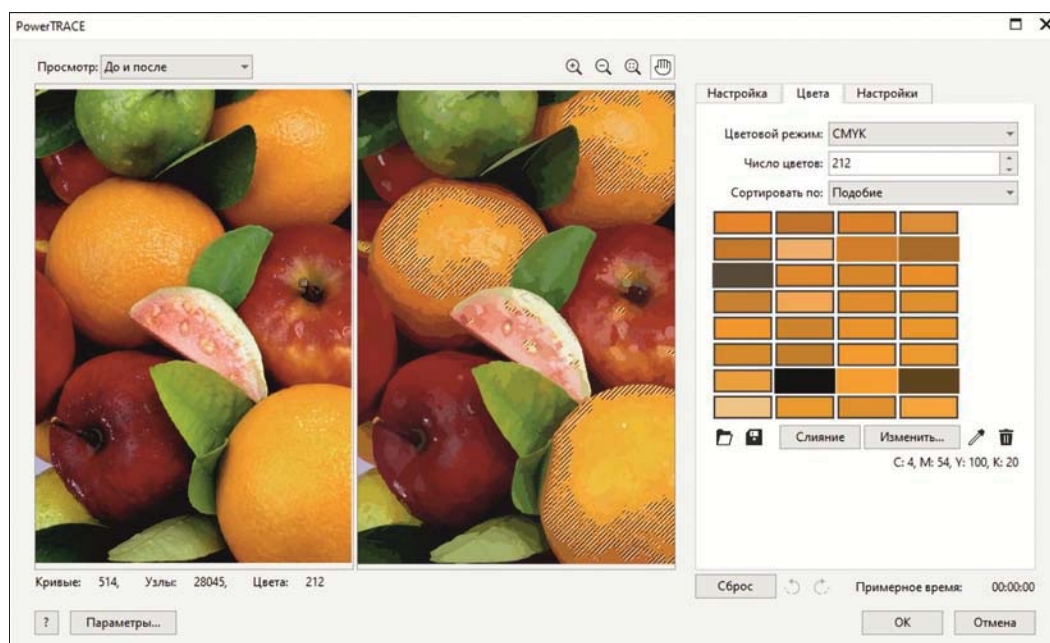 PowerTRACE
Просмотр: До и после
Настройка Цвета Настройки
Цветовой режим: CMYK
Число цветов: 212
Сортировать по: Подобие
Слияние Изменить...
C: 4, M: 54, Y: 100, K: 20
Кривые: 514, Узлы: 28045, Цвета: 212
Сброс Примерное время: 00:00:00
? Параметры... ОК Отмена